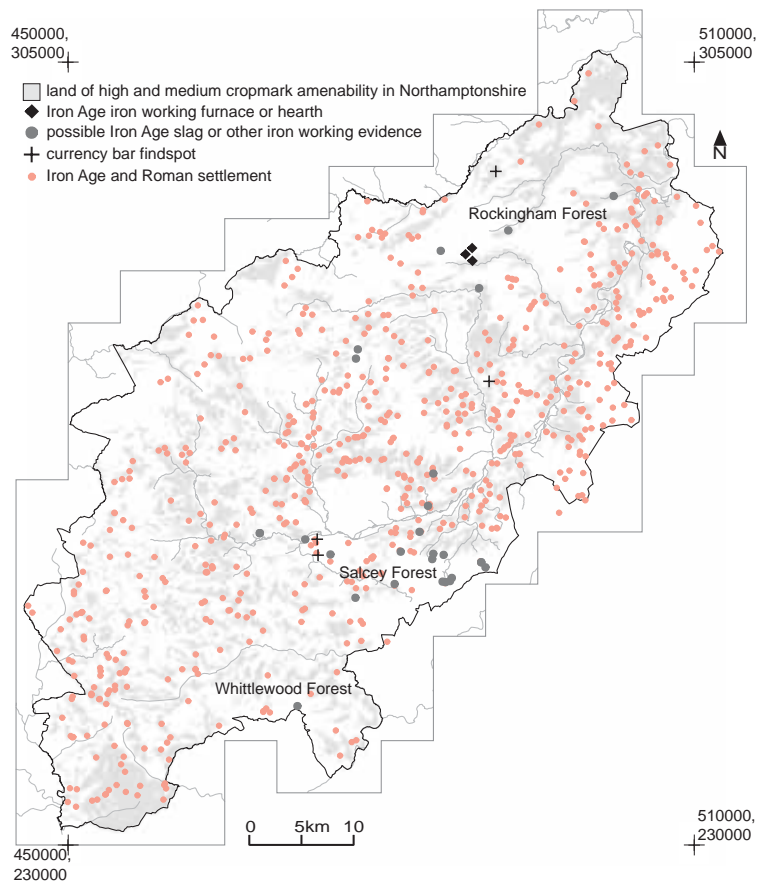 450000,
305000
510000,
305000
land of high and medium cropmark amenability in Northamptonshire
Iron Age iron working furnace or hearth
possible Iron Age slag or other iron working evidence
currency bar findspot
Iron Age and Roman settlement
N
Rockingham Forest
Salcey Forest
Whittlewood Forest
0 5km 10
450000,
230000
510000,
230000